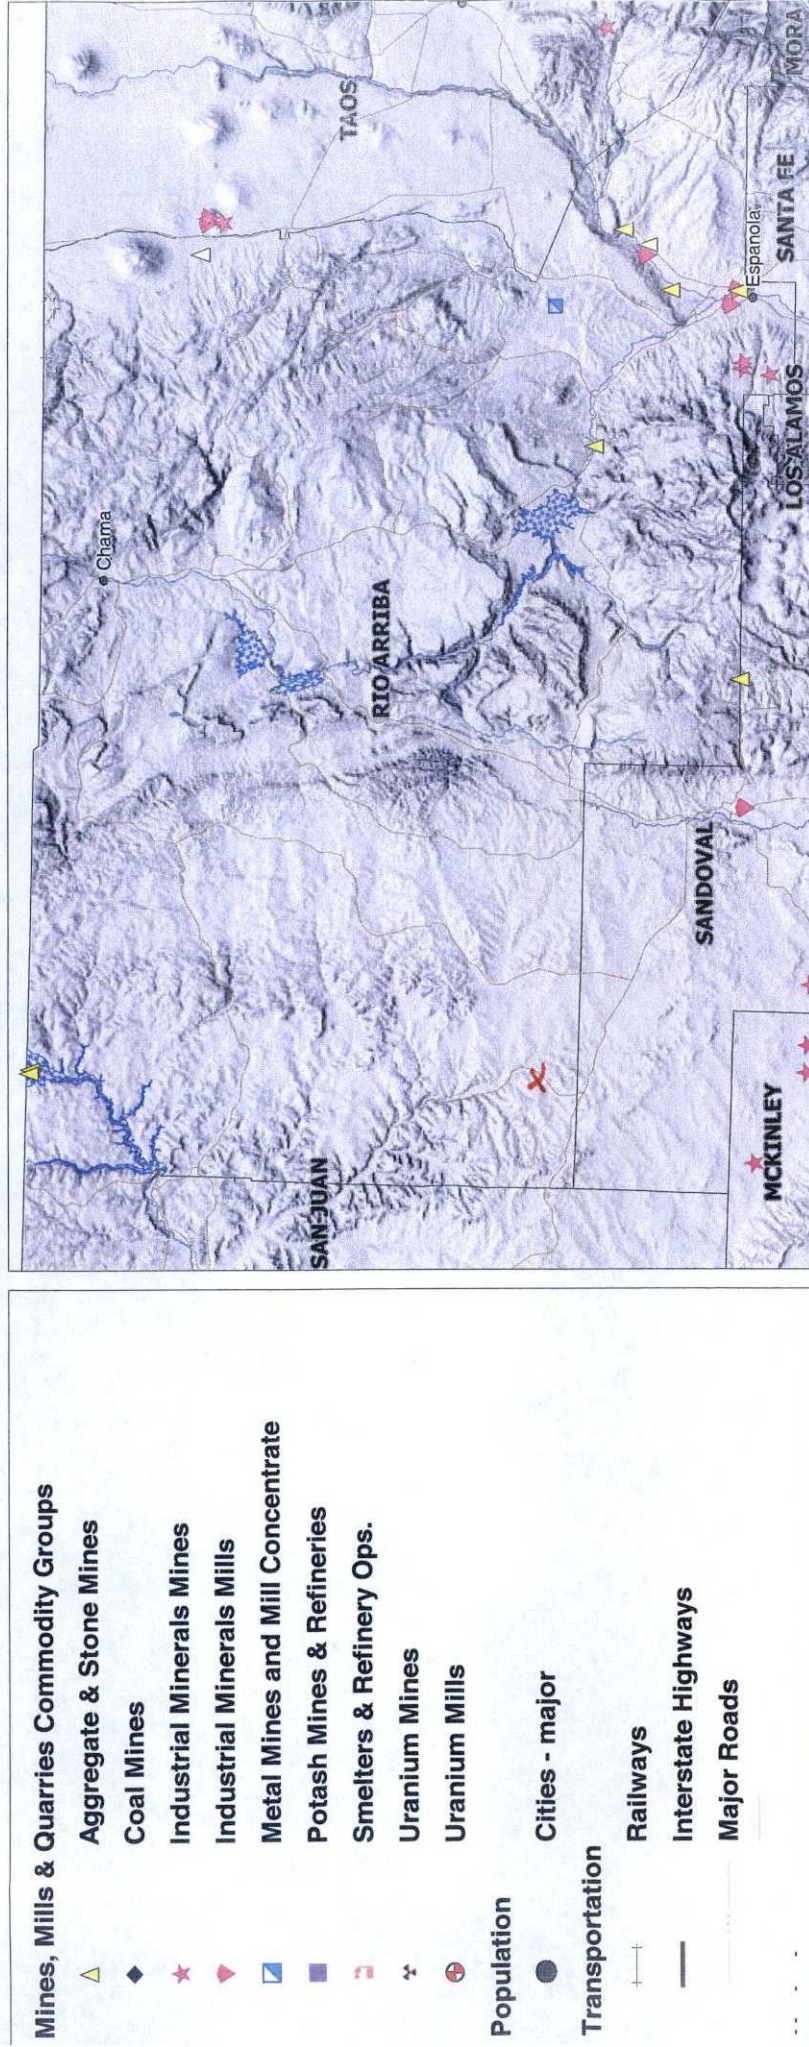 Mines, Mills & Quarries Commodity Groups
Aggregate & Stone Mines
Coal Mines
Industrial Minerals Mines
Industrial Minerals Mills
Metal Mines and Mill Concentrate
Potash Mines & Refineries
Smelters & Refinery Ops.
Uranium Mines
Uranium Mills
Population
Cities - major
Transportation
Railways
Interstate Highways
Major Roads
Chama
TAOS
RIO ARRIBA
SAN JUAN
SANDOVAL
MCKINLEY
LOS ALAMOS
Espanola
SANTA FE
MORA
X